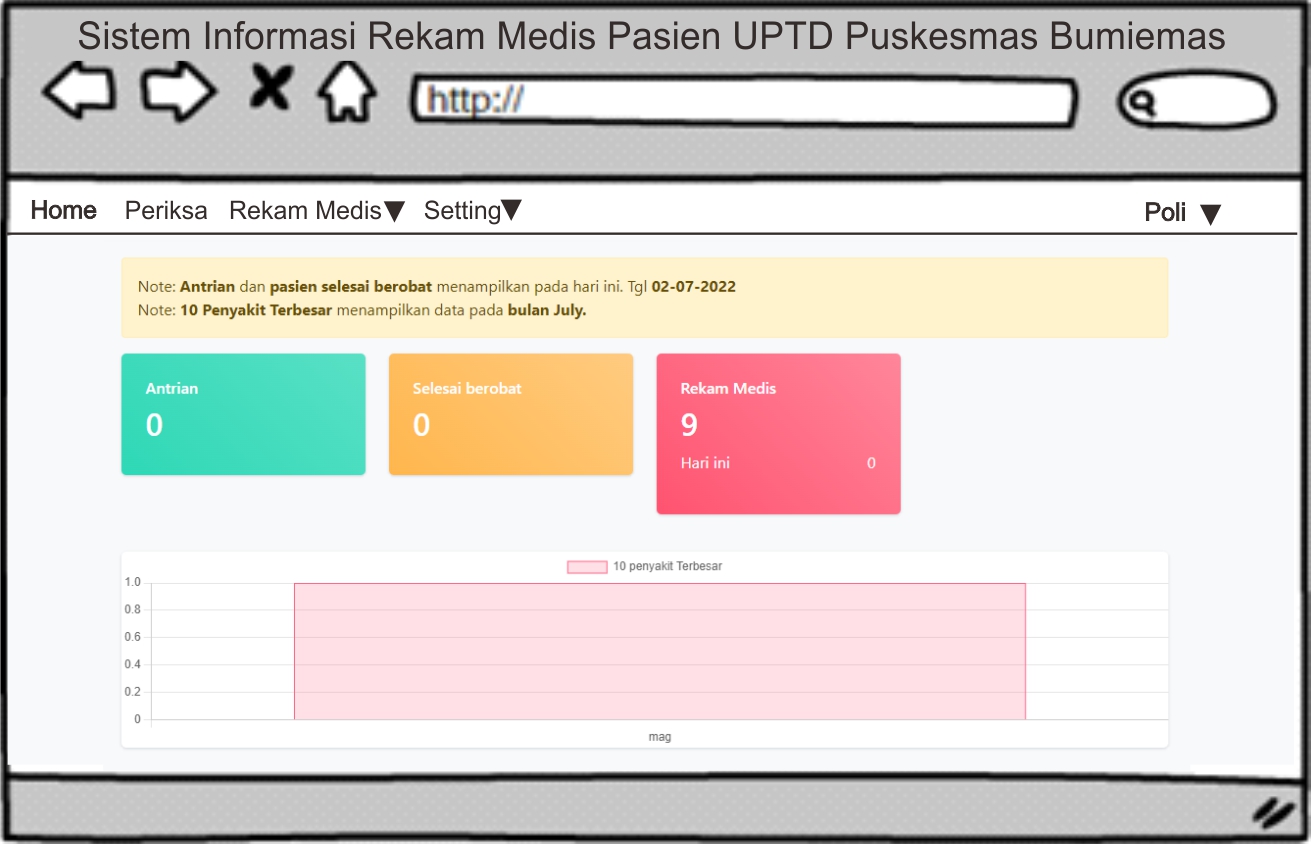 Sistem Informasi Rekam Medis Pasien UPTD Puskesmas Bumiemas
http://
Home Periksa Rekam Medis▼ Setting▼ Poli ▼
Note: Antrian dan pasien selesai berobat menampilkan pada hari ini. Tgl 02-07-2022
Note: 10 Penyakit Terbesar menampilkan data pada bulan July.
Antrian
0
Selesai berobat
0
Rekam Medis
9
Hari ini 0
10 penyakit Terbesar
1.0
0.8
0.6
0.4
0.2
0
mag